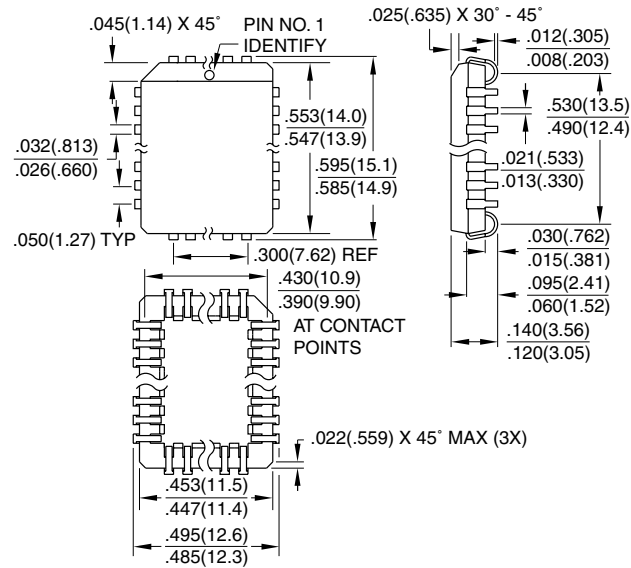 .045(1.14) X 45˚
PIN NO. 1
IDENTIFY
.553(14.0)
.547(13.9)
.595(15.1)
.585(14.9)
.032(.813)
.026(.660)
.050(1.27) TYP
.300(7.62) REF
.430(10.9)
.390(9.90)
AT CONTACT
POINTS
.022(.559) X 45˚ MAX (3X)
.453(11.5)
.447(11.4)
.495(12.6)
.485(12.3)
.025(.635) X 30˚ - 45˚
.012(.305)
.008(.203)
.530(13.5)
.490(12.4)
.021(.533)
.013(.330)
.030(.762)
.015(.381)
.095(2.41)
.060(1.52)
.140(3.56)
.120(3.05)